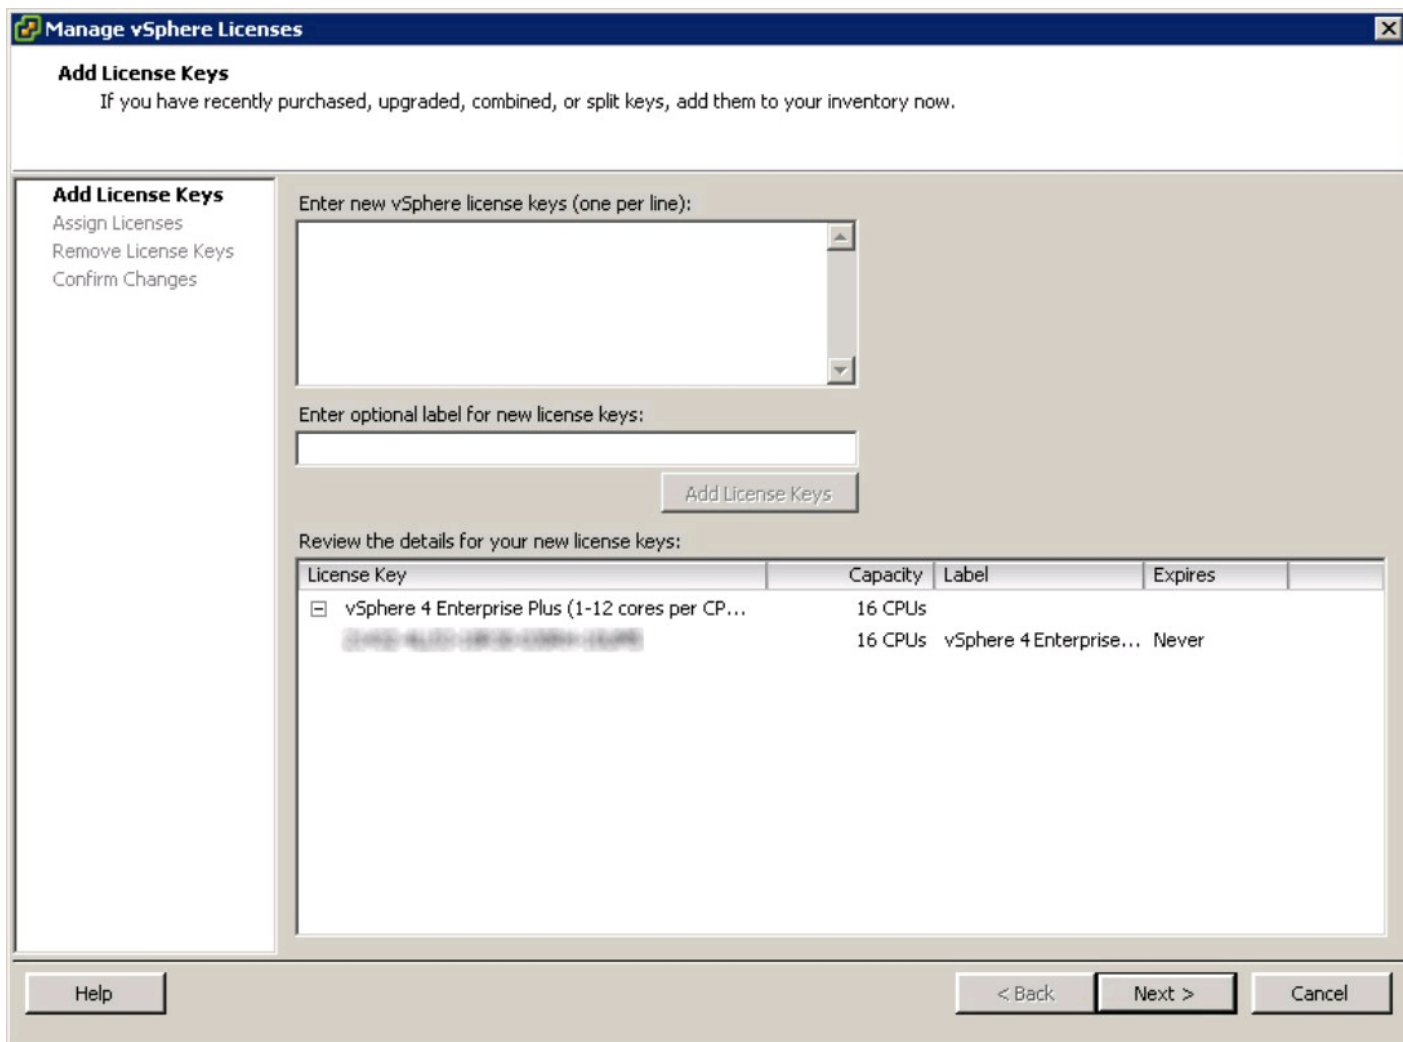 Manage vSphere Licenses
Add License Keys
If you have recently purchased, upgraded, combined, or split keys, add them to your inventory now.
Add License Keys
Assign Licenses
Remove License Keys
Confirm Changes
Enter new vSphere license keys (one per line):
Enter optional label for new license keys:
Add License Keys
Review the details for your new license keys:
License Key Capacity Label Expires
vSphere 4 Enterprise Plus (1-12 cores per CP... 16 CPUs
16 CPUs vSphere 4 Enterprise... Never
Help < Back Next > Cancel